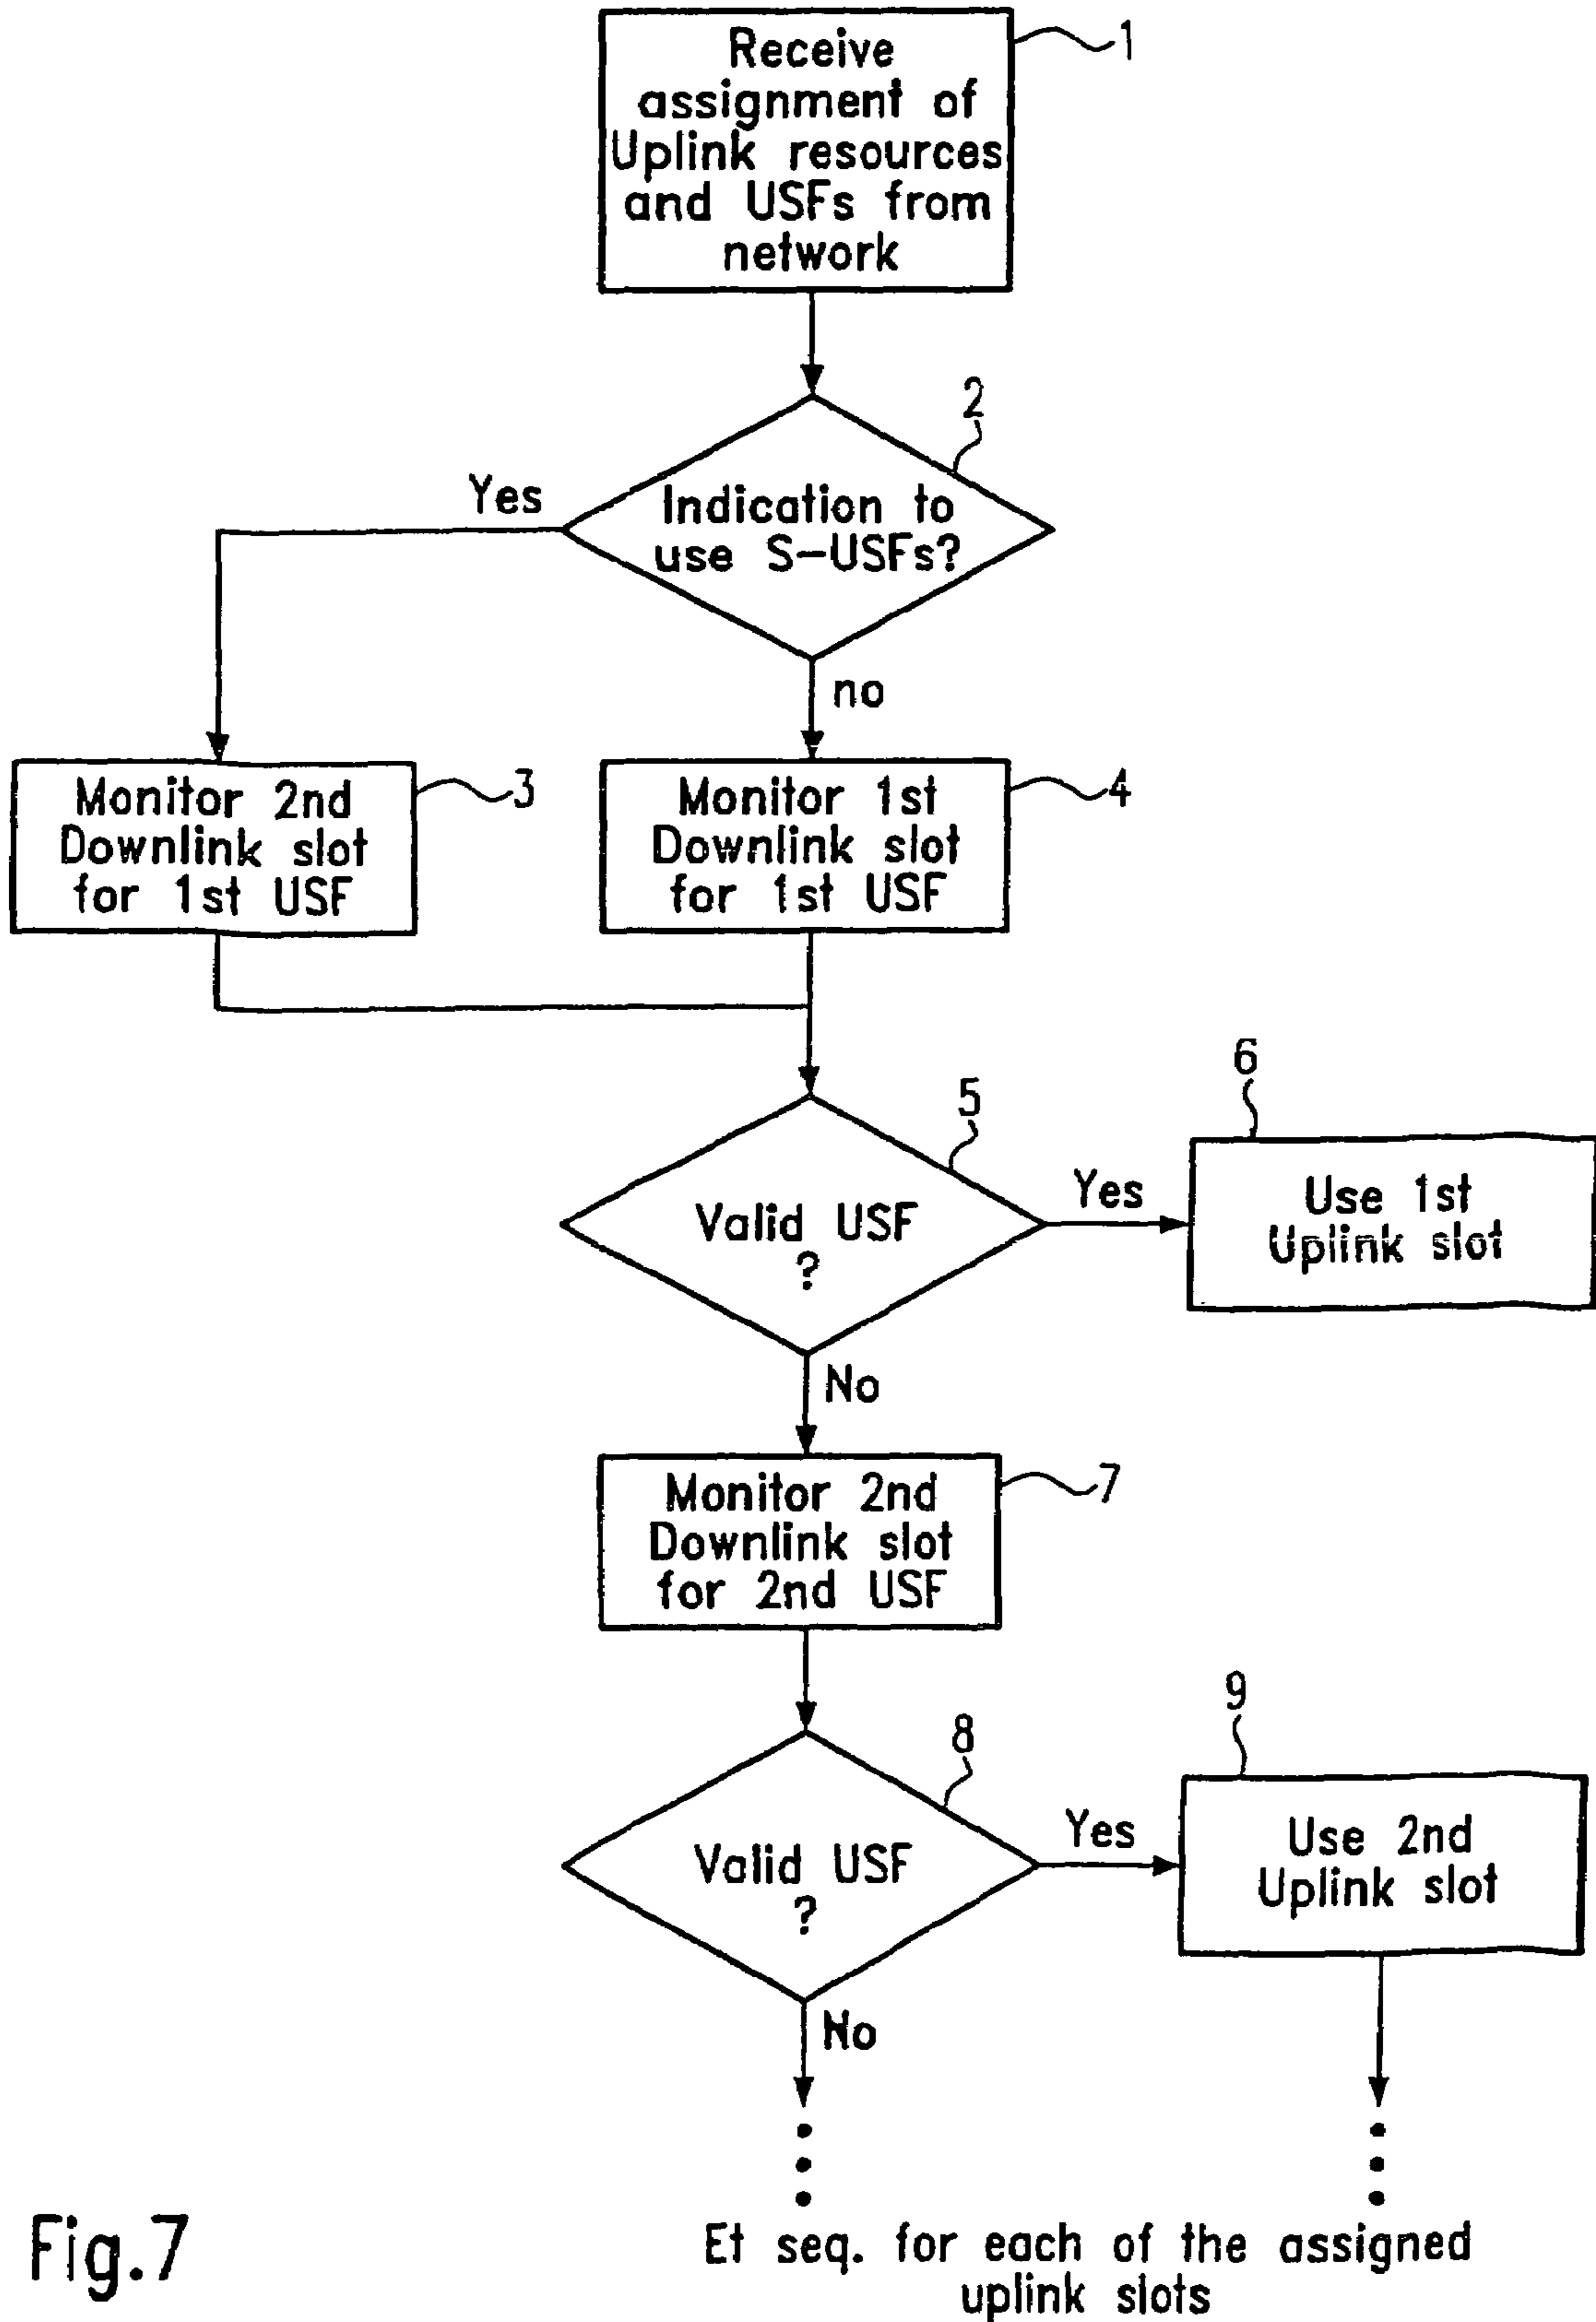 Receive
assignment of
Uplink resources
and USFs from
network
1
2
Indication to
use S-USFs?
Yes
no
Monitor 2nd
Downlink slot
for 1st USF
3
Monitor 1st
Downlink slot
for 1st USF
4
5
Valid USF
?
Yes
6
Use 1st
Uplink slot
No
Monitor 2nd
Downlink slot
for 2nd USF
7
8
Valid USF
?
Yes
9
Use 2nd
Uplink slot
No
Et seq. for each of the assigned
uplink slots
Fig.7